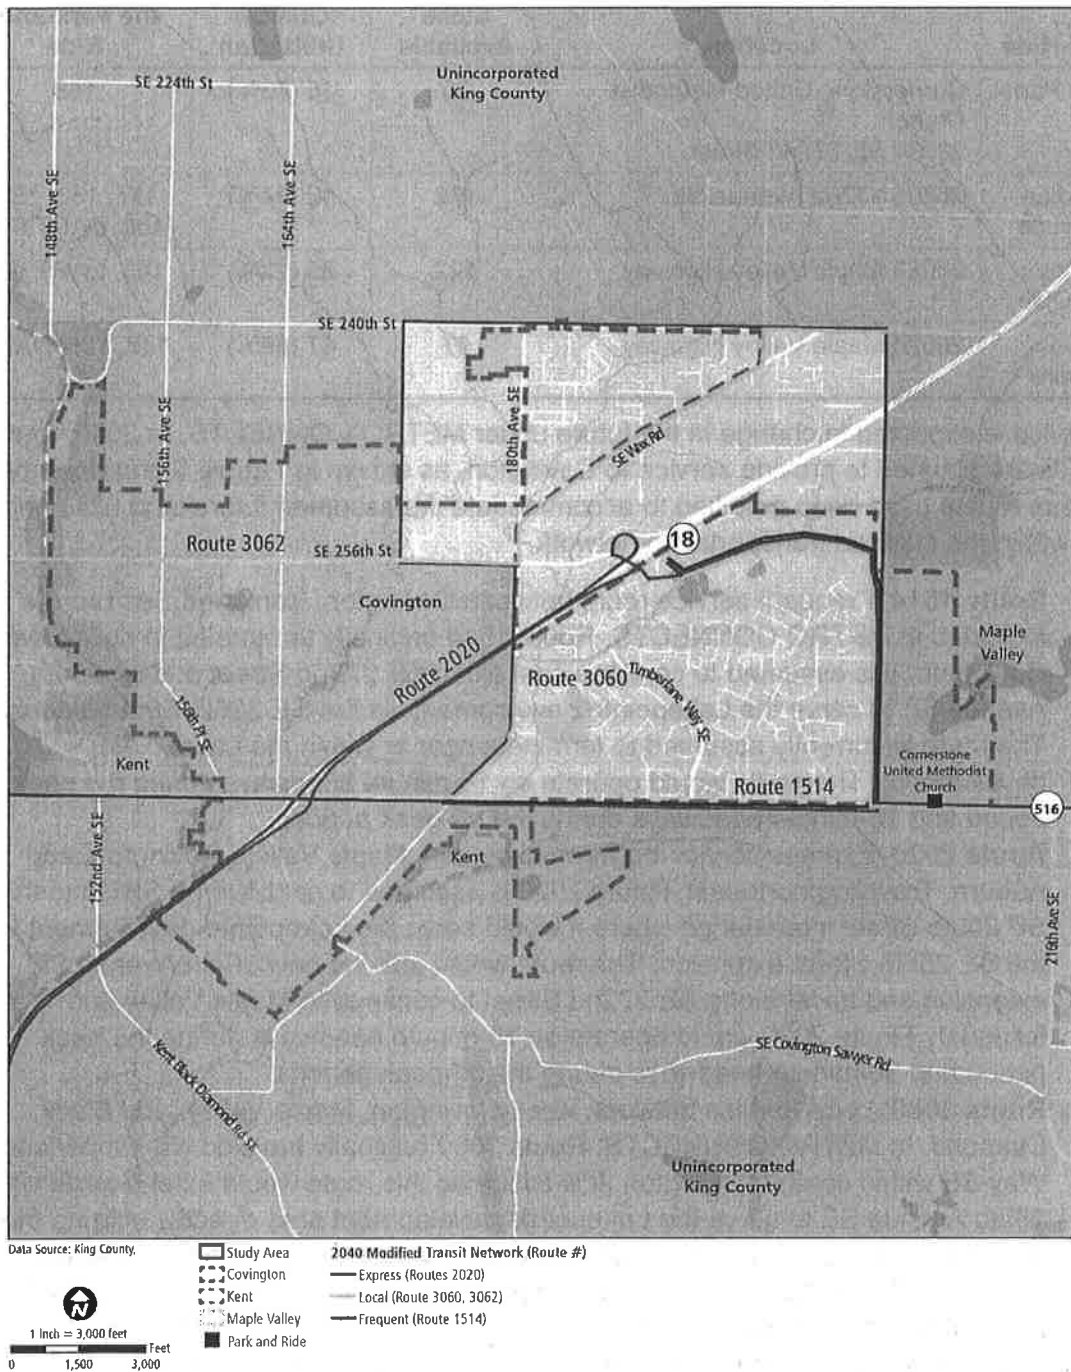 Unincorporated
King County
SE 224th St
148th Ave SE
164th Ave SE
SE 240th St
156th Ave SE
180th Ave SE
SE Wax Rd
18
Route 3062
SE 256th St
Covington
Route 2020
Route 3060
Timberlane Way SE
Maple
Valley
156th Pl SE
Kent
Cornerstone
United Methodist
Church
Route 1514
516
152nd Ave SE
Kent
216th Ave SE
Kent Black Diamond Rd SE
SE Covington Sawyer Rd
Unincorporated
King County
Data Source: King County,
N
1 Inch = 3,000 feet
Feet
0 1,500 3,000
Study Area
Covington
Kent
Maple Valley
Park and Ride
2040 Modified Transit Network (Route #)
Express (Routes 2020)
Local (Route 3060, 3062)
Frequent (Route 1514)